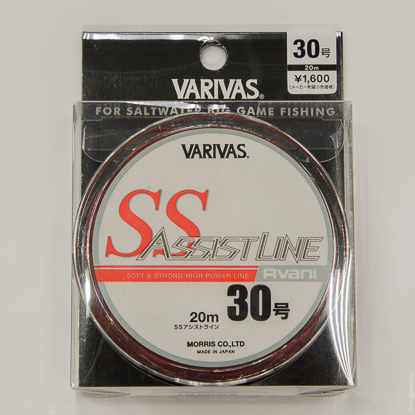 30号
20m
¥1,600
(メーカー希望小売価格)
VARIVAS®
FOR SALTWATER BIG GAME FISHING
VARIVAS®
SS ASSIST LINE
SOFT & STRONG HIGH POWER LINE Avani
20m 30号
SSアシストライン
MORRIS CO.,LTD
MADE IN JAPAN